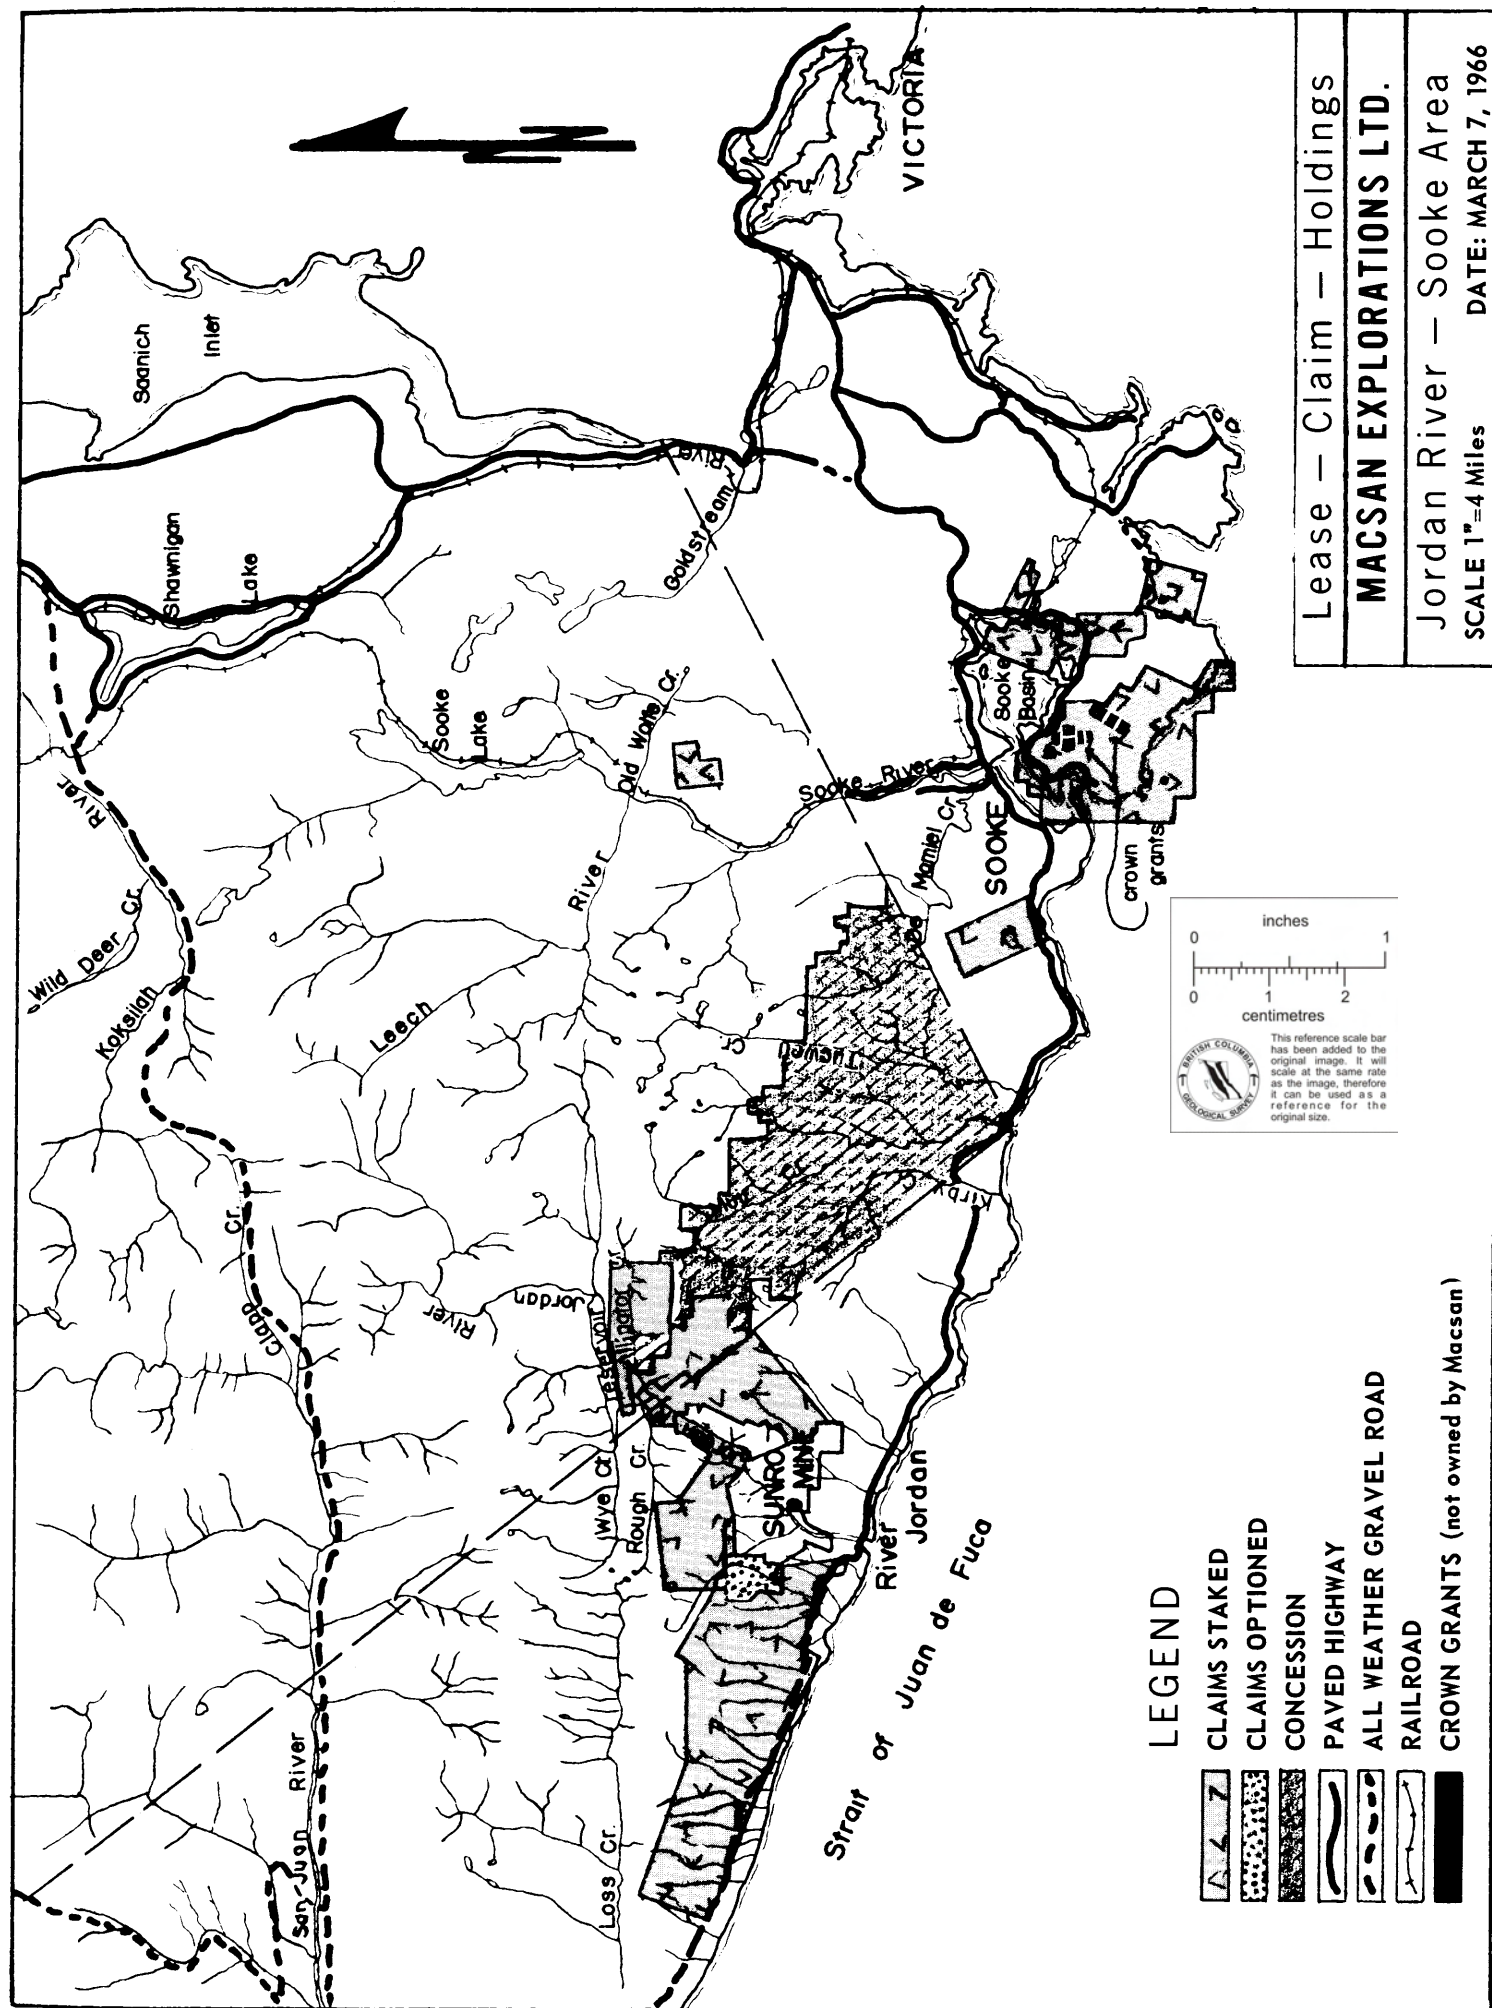 Lease – Claim – Holdings
MACSAN EXPLORATIONS LTD.
Jordan River – Sooke Area
SCALE 1"=4 Miles DATE: MARCH 7, 1966
VICTORIA
Saanich
Inlet
Shawnigan
Lake
Goldstream River
Sooke
Lake
Old Wolfe Cr.
Sooke River
Sooke
Basin
SOOKE
Maniel Cr.
crown
grants
River
Wild Deer Cr.
Koksilah
Leech
River
Cr.
Tugwell
Muir Cr.
Kirby Cr.
Clapp Cr.
Jordan
River
reservoir
Alligator Cr.
Wye Cr.
Rough Cr.
SUNRO
MINE
River
Jordan
San Juan River
Loss Cr.
Strait of Juan de Fuca
LEGEND
CLAIMS STAKED
CLAIMS OPTIONED
CONCESSION
PAVED HIGHWAY
ALL WEATHER GRAVEL ROAD
RAILROAD
CROWN GRANTS (not owned by Macsan)
inches
0 1
0 1 2
centimetres
BRITISH COLUMBIA
GEOLOGICAL SURVEY
This reference scale bar
has been added to the
original image. It will
scale at the same rate
as the image, therefore
it can be used as a
reference for the
original size.